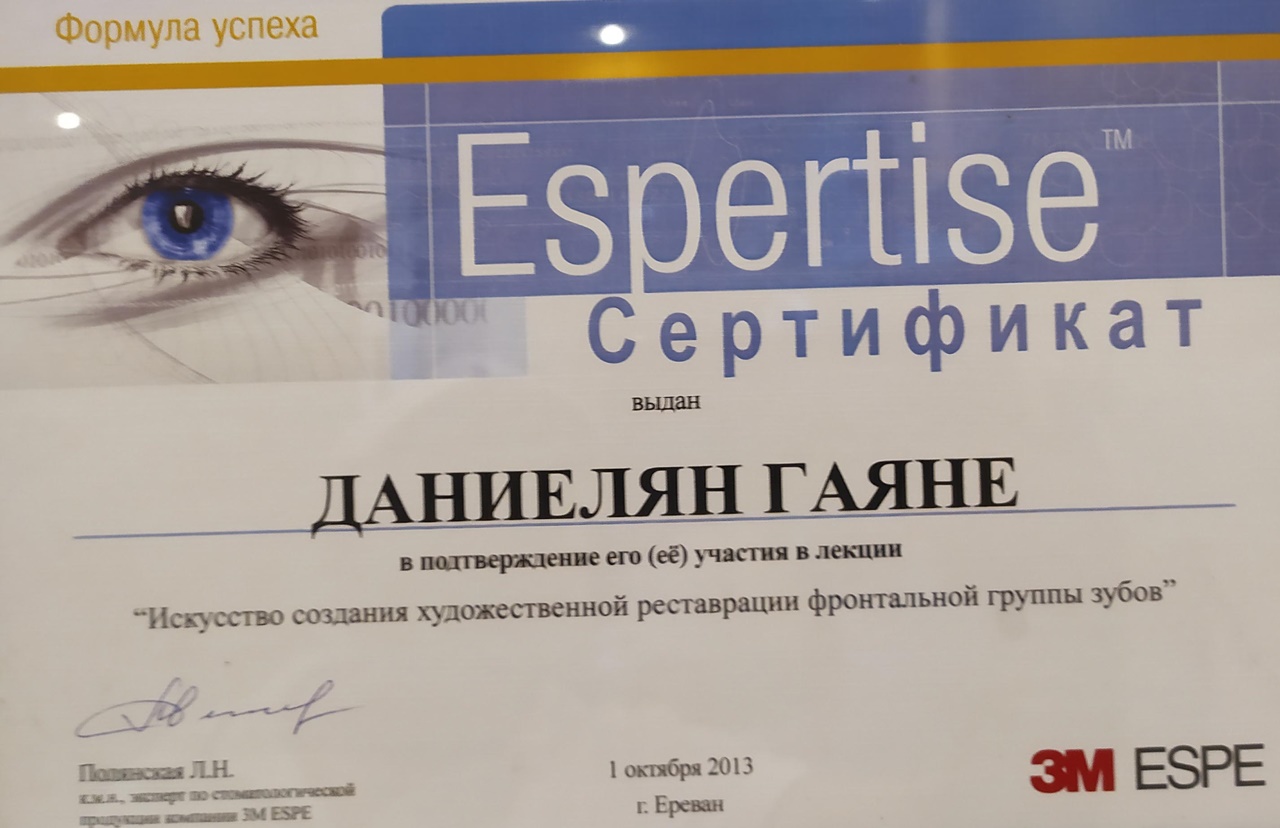 Формула успеха
Espertise™
Сертификат
выдан
ДАНИЕЛЯН ГАЯНЕ
в подтверждение его (её) участия в лекции
“Искусство создания художественной реставрации фронтальной группы зубов”
Полянская Л.Н.
к.м.н., эксперт по стоматологической
продукции компании 3M ESPE
1 октября 2013
г. Ереван
3M ESPE